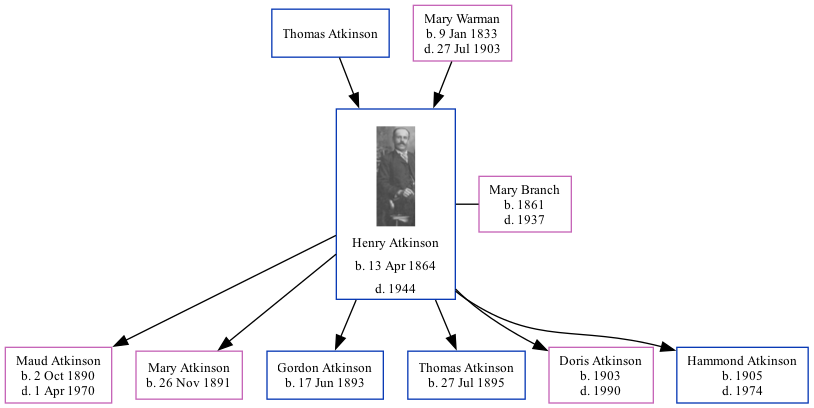 Thomas Atkinson
Mary Warman
b. 9 Jan 1833
d. 27 Jul 1903
Henry Atkinson
b. 13 Apr 1864
d. 1944
Mary Branch
b. 1861
d. 1937
Maud Atkinson
b. 2 Oct 1890
d. 1 Apr 1970
Mary Atkinson
b. 26 Nov 1891
Gordon Atkinson
b. 17 Jun 1893
Thomas Atkinson
b. 27 Jul 1895
Doris Atkinson
b. 1903
d. 1990
Hammond Atkinson
b. 1905
d. 1974